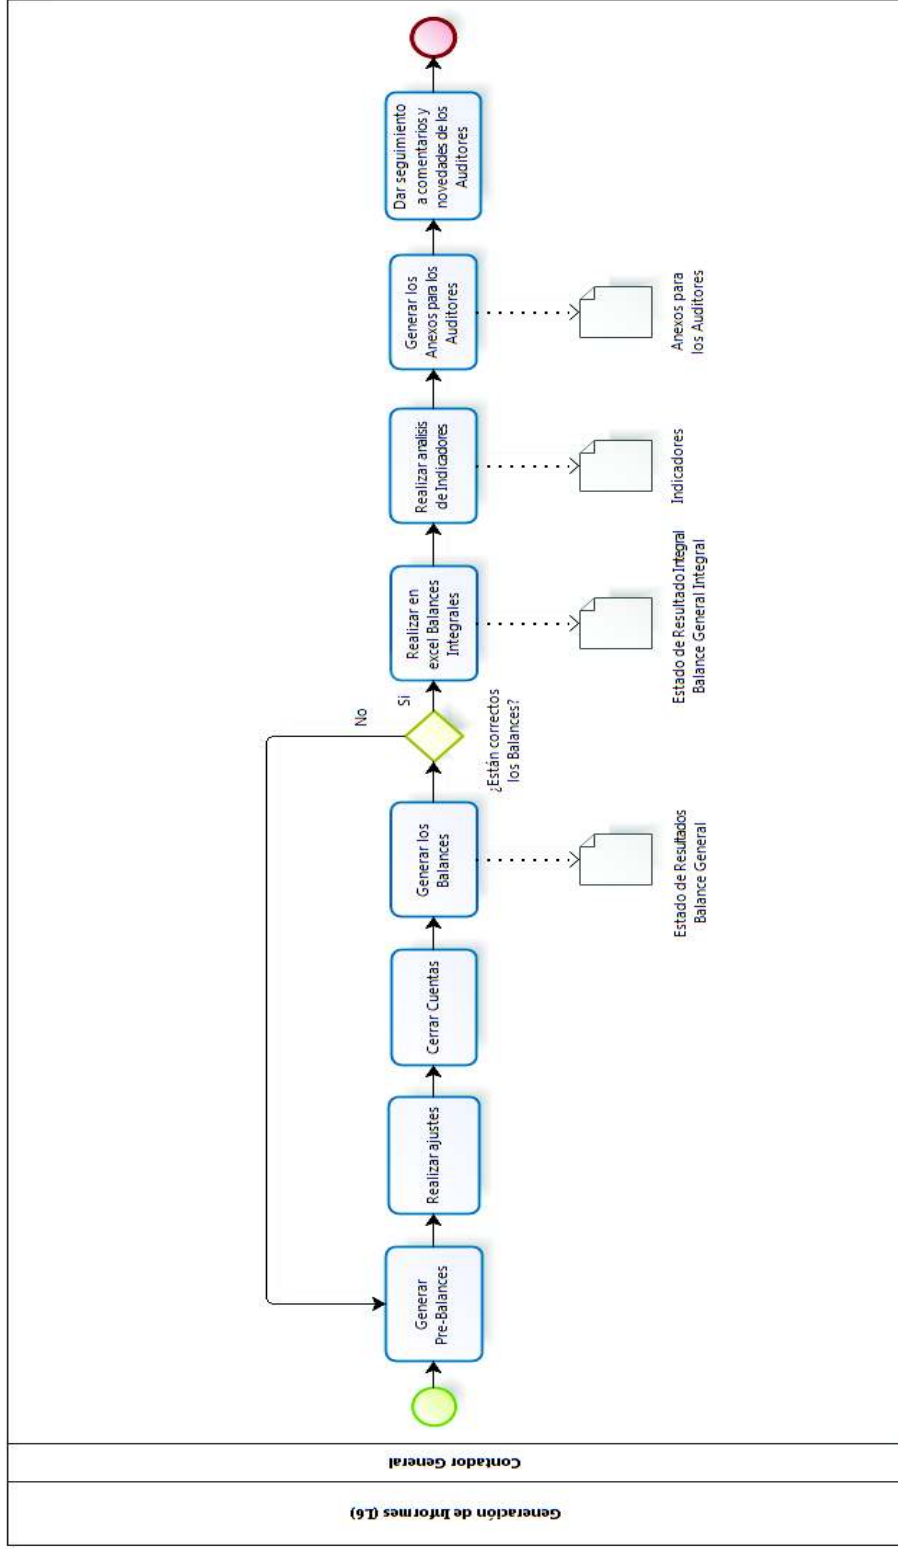 Generación de Informes (L6)
Contador General
Generar
Pre-Balances
Realizar ajustes
Cerrar Cuentas
Generar los
Balances
Estado de Resultados
Balance General
¿Están correctos
los Balances?
No
Si
Realizar en
excel Balances
Integrales
Estado de Resultado Integral
Balance General Integral
Realizar analisis
de Indicadores
Indicadores
Generar los
Anexos para los
Auditores
Anexos para
los Auditores
Dar seguimiento
a comentarios y
novedades de los
Auditores